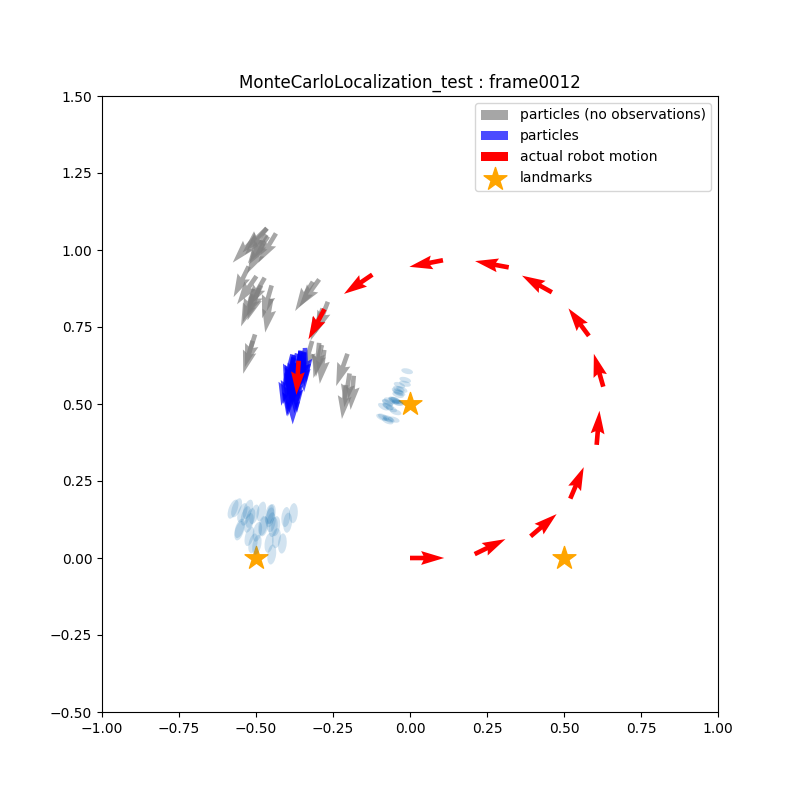 MonteCarloLocalization_test : frame0012
particles (no observations)
particles
actual robot motion
landmarks
1.50
1.25
1.00
0.75
0.50
0.25
0.00
−0.25
−0.50
−1.00 −0.75 −0.50 −0.25 0.00 0.25 0.50 0.75 1.00